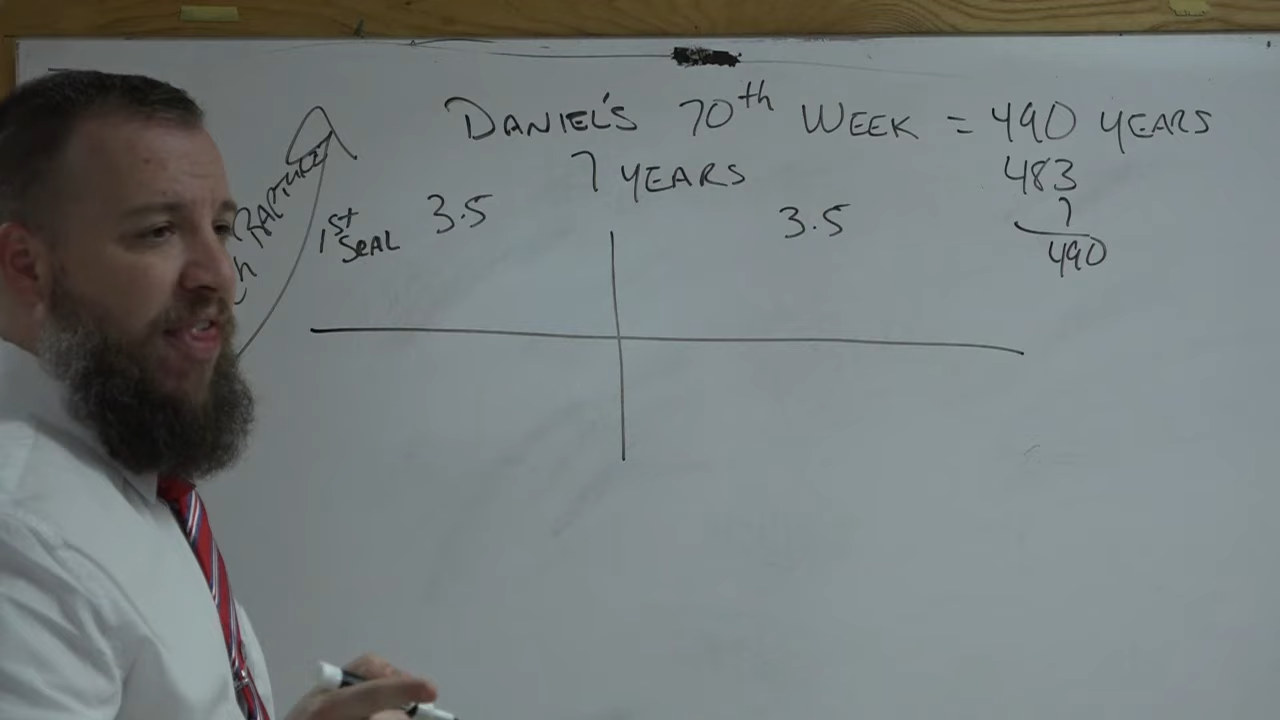 DANIEL'S 70th WEEK = 490 YEARS
7 YEARS
483
7
490
3.5
3.5
1st SEAL
RAPTURE